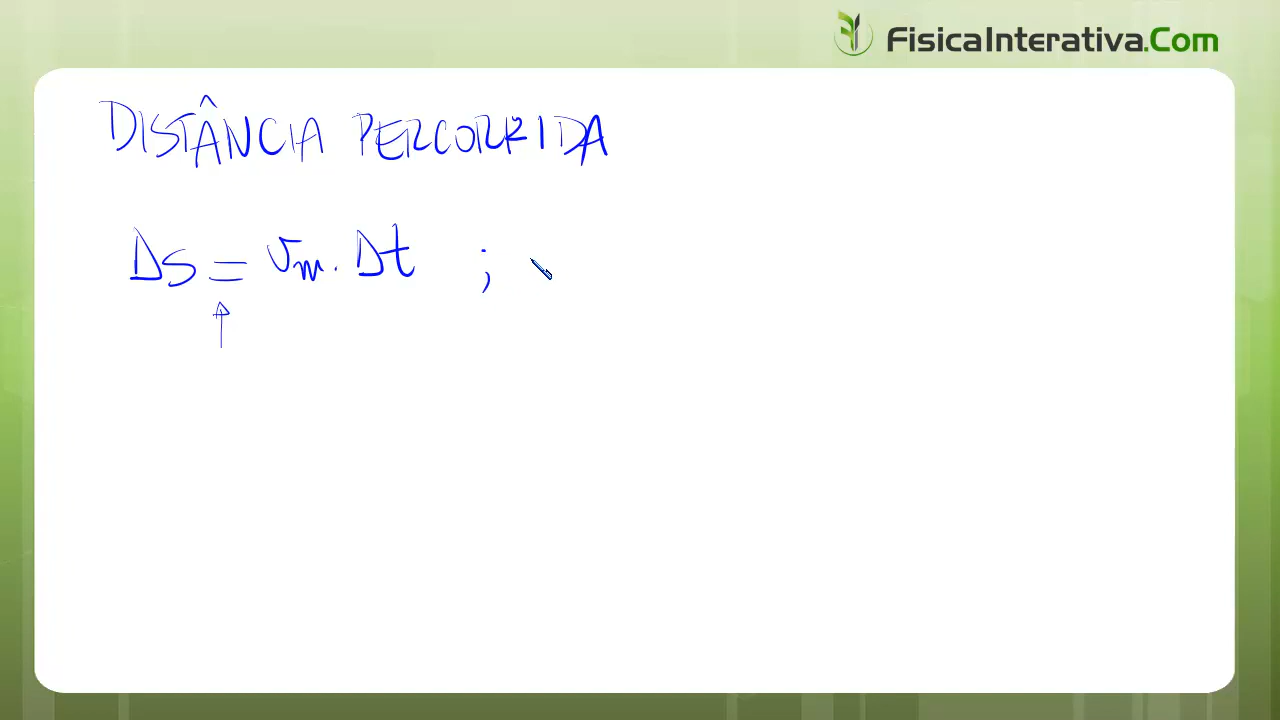 FisicaInterativa.Com
DISTÂNCIA PERCORRIDA
Δs = vm . Δt ;